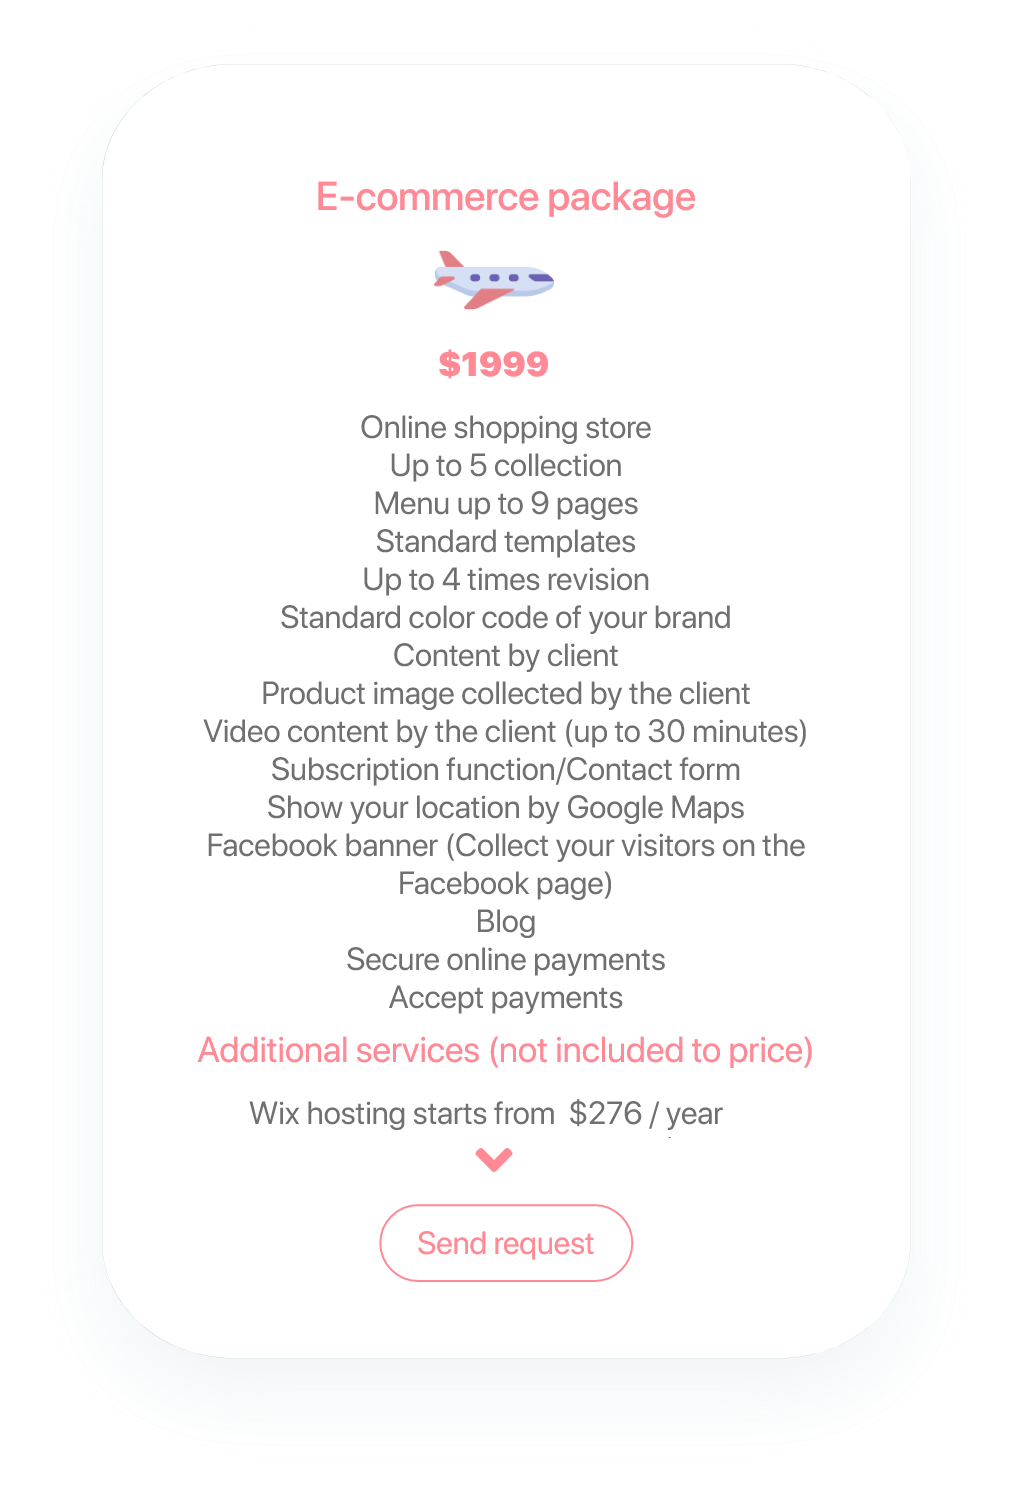 E-commerce package
$1999
Online shopping store
Up to 5 collection
Menu up to 9 pages
Standard templates
Up to 4 times revision
Standard color code of your brand
Content by client
Product image collected by the client
Video content by the client (up to 30 minutes)
Subscription function/Contact form
Show your location by Google Maps
Facebook banner (Collect your visitors on the
Facebook page)
Blog
Secure online payments
Accept payments
Additional services (not included to price)
Wix hosting starts from $276 / year
Send request